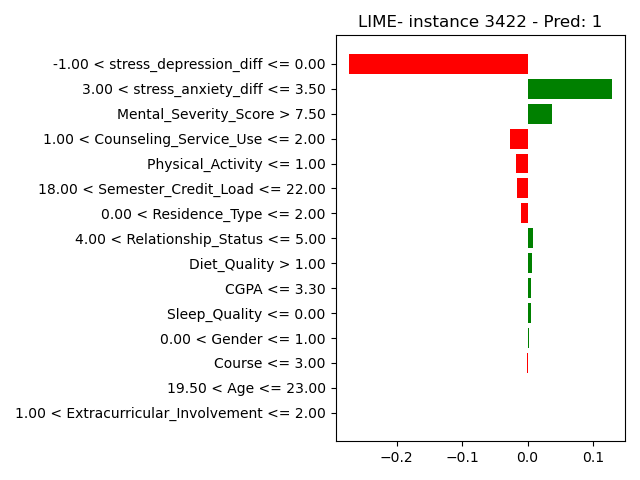 LIME- instance 3422 - Pred: 1
-1.00 < stress_depression_diff <= 0.00
3.00 < stress_anxiety_diff <= 3.50
Mental_Severity_Score > 7.50
1.00 < Counseling_Service_Use <= 2.00
Physical_Activity <= 1.00
18.00 < Semester_Credit_Load <= 22.00
0.00 < Residence_Type <= 2.00
4.00 < Relationship_Status <= 5.00
Diet_Quality > 1.00
CGPA <= 3.30
Sleep_Quality <= 0.00
0.00 < Gender <= 1.00
Course <= 3.00
19.50 < Age <= 23.00
1.00 < Extracurricular_Involvement <= 2.00
−0.2 −0.1 0.0 0.1